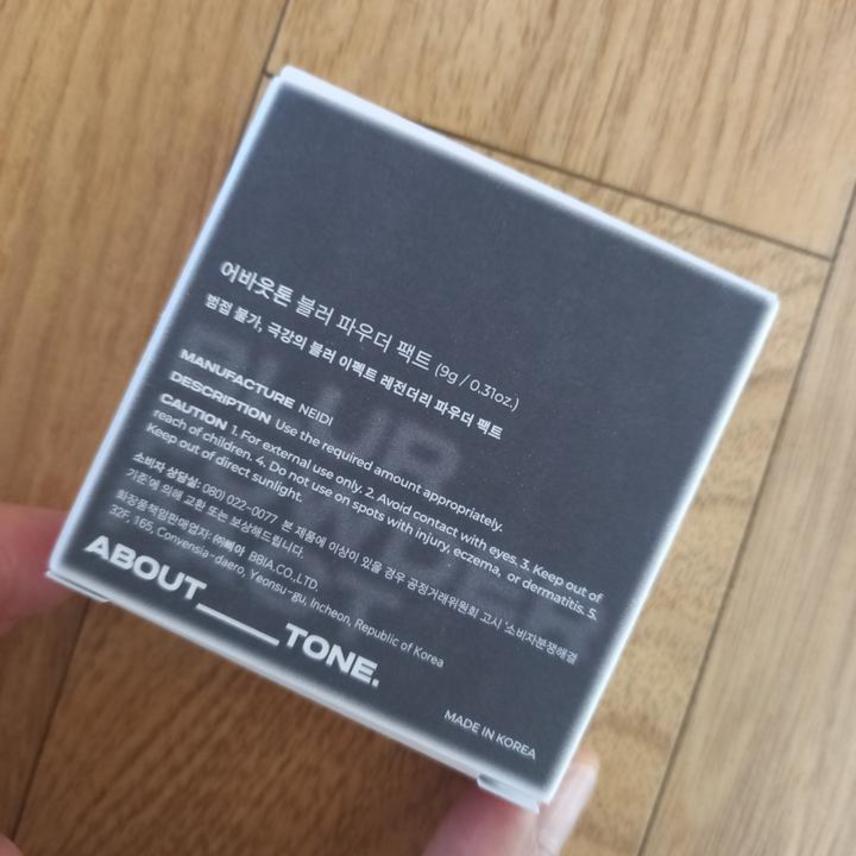 어바웃톤 블러 파우더 팩트 (9g / 0.31oz.)
범접 불가, 극강의 블러 이펙트 레전더리 파우더 팩트
MANUFACTURE NEIDI
DESCRIPTION Use the required amount appropriately.
CAUTION 1. For external use only. 2. Avoid contact with eyes. 3. Keep out of
reach of children. 4. Do not use on spots with injury, eczema, or dermatitis. 5.
Keep out of direct sunlight.
소비자 상담실: 080) 022-0077 본 제품에 이상이 있을 경우 공정거래위원회 고시 '소비자분쟁해결
기준'에 의해 교환 또는 보상해드립니다.
화장품책임판매업자: ㈜삐아 BBIA.CO.,LTD.
32F, 165, Convensia-daero, Yeonsu-gu, Incheon, Republic of Korea
ABOUT___TONE.
MADE IN KOREA